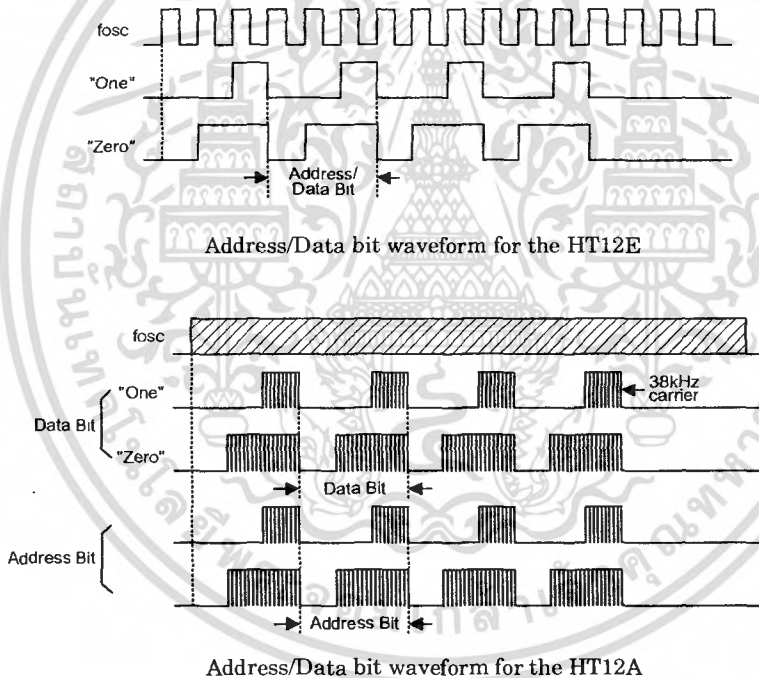 fosc
"One"
"Zero"
Address/
Data Bit
Address/Data bit waveform for the HT12E
fosc
"One"
38kHz
carrier
Data Bit
"Zero"
Data Bit
Address Bit
Address Bit
Address/Data bit waveform for the HT12A